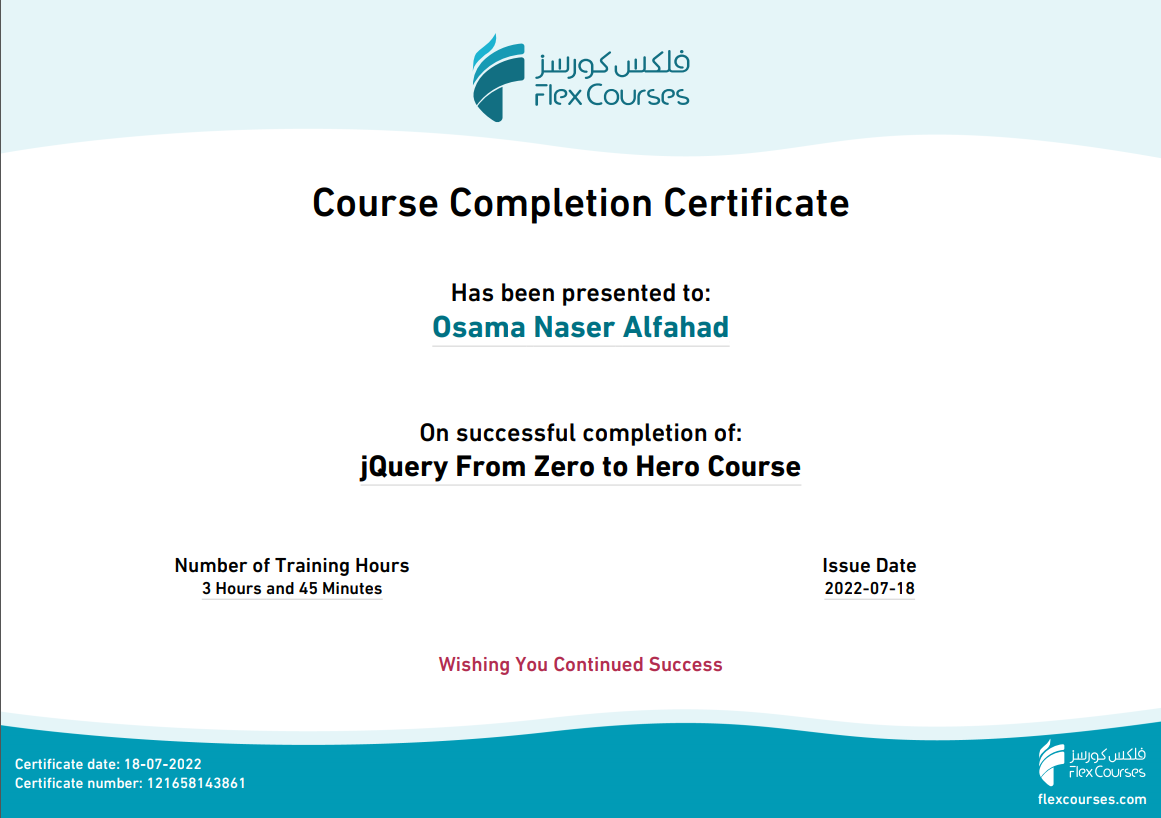 فلكس كورسز
Flex Courses
Course Completion Certificate
Has been presented to:
Osama Naser Alfahad
On successful completion of:
jQuery From Zero to Hero Course
Number of Training Hours
3 Hours and 45 Minutes
Issue Date
2022-07-18
Wishing You Continued Success
Certificate date: 18-07-2022
Certificate number: 121658143861
فلكس كورسز
Flex Courses
flexcourses.com